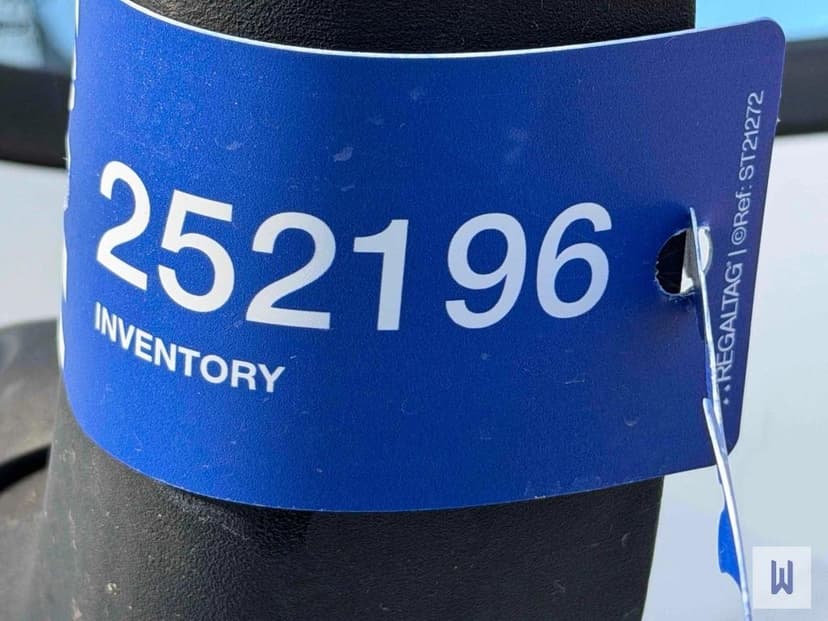 252196
INVENTORY
∴REGALTAG® | ©Ref: ST21272
W